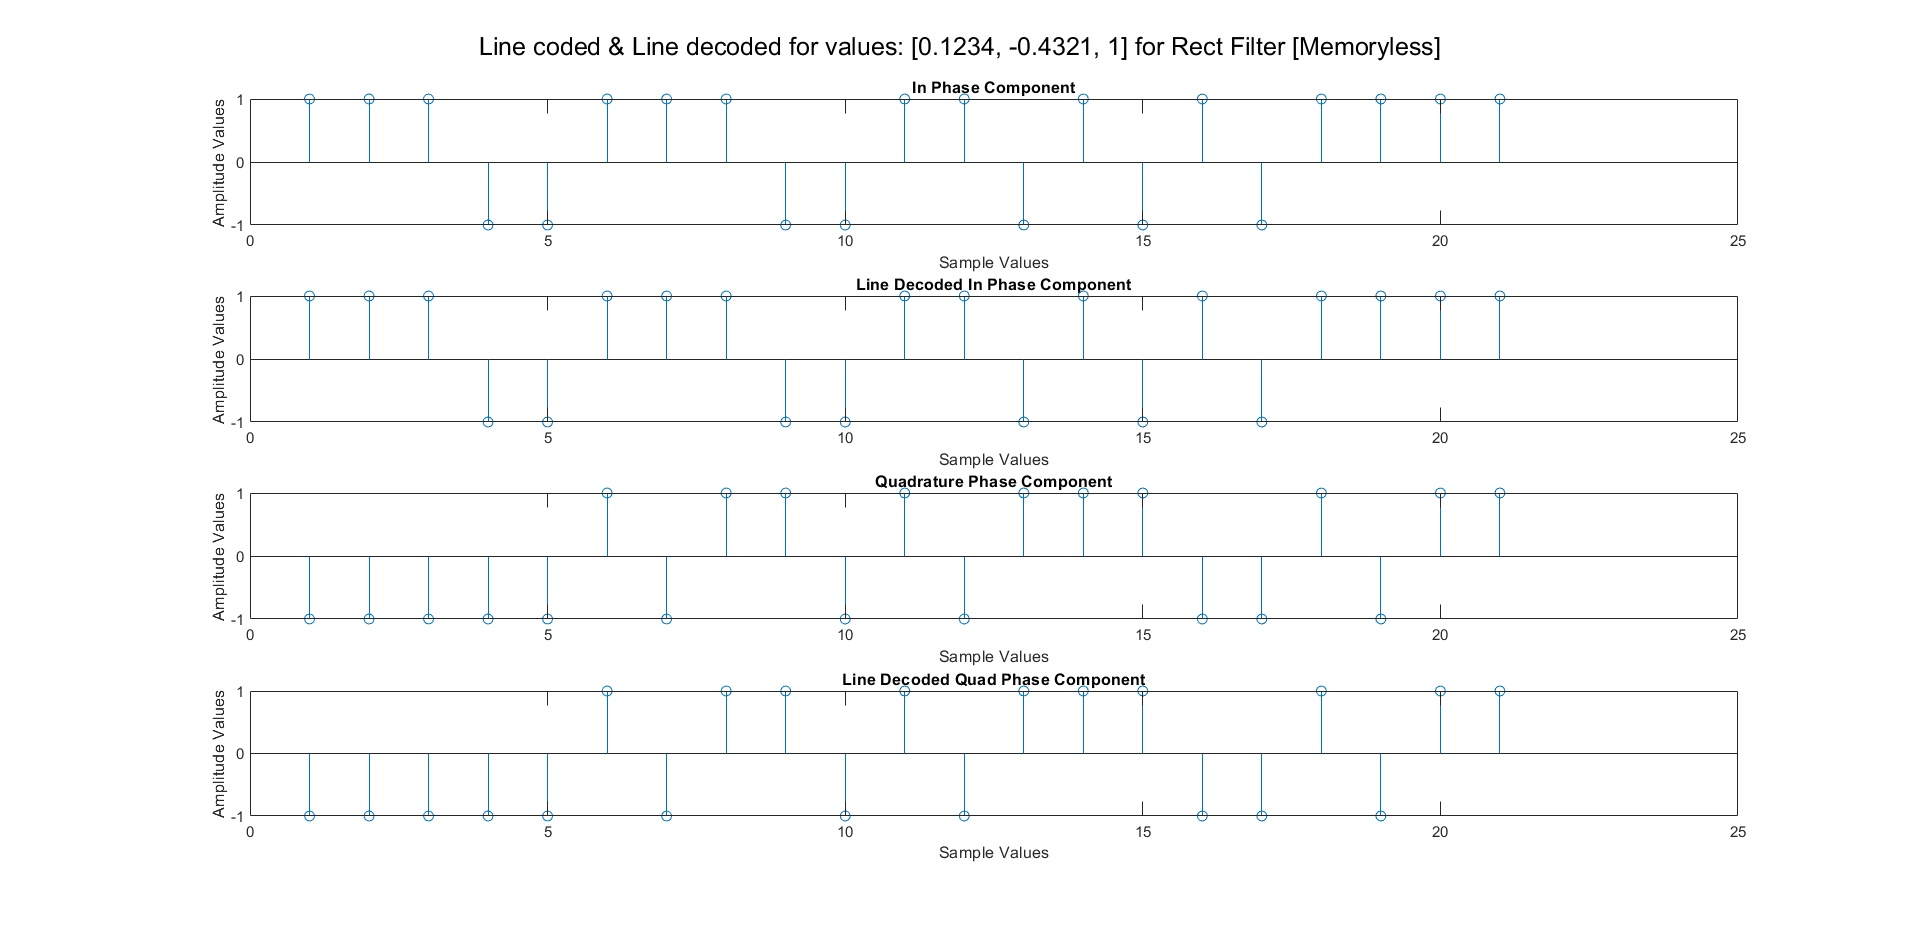 Line coded & Line decoded for values: [0.1234, -0.4321, 1] for Rect Filter [Memoryless]
In Phase Component
Amplitude Values
1
0
-1
0 5 10 15 20 25
Sample Values
Line Decoded In Phase Component
Amplitude Values
1
0
-1
0 5 10 15 20 25
Sample Values
Quadrature Phase Component
Amplitude Values
1
0
-1
0 5 10 15 20 25
Sample Values
Line Decoded Quad Phase Component
Amplitude Values
1
0
-1
0 5 10 15 20 25
Sample Values